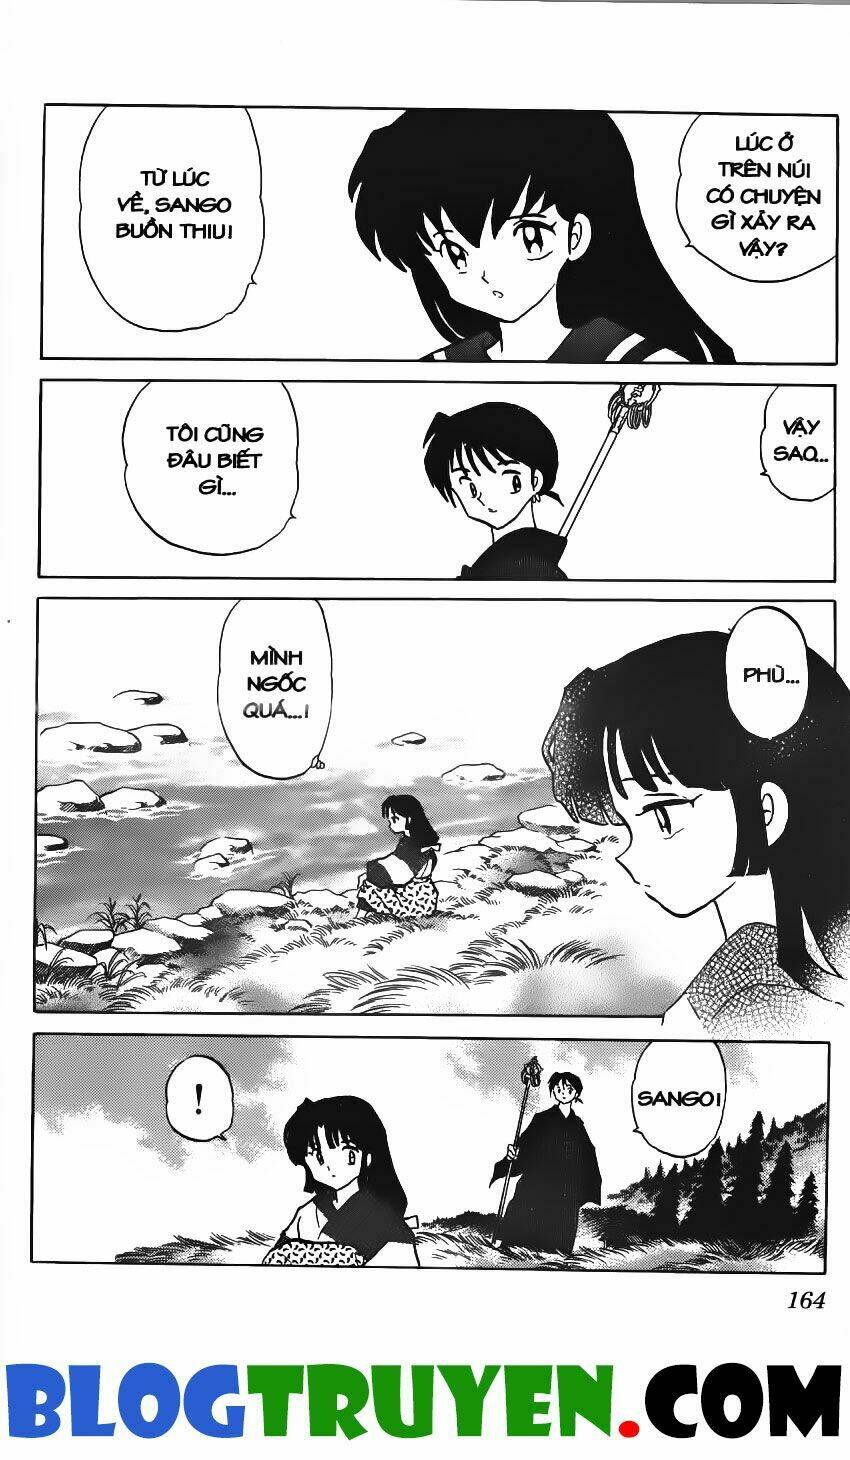 LÚC Ở
TRÊN NÚI
CÓ CHUYỆN
GÌ XẢY RA
VẬY?
TỪ LÚC
VỀ, SANGO
BUỒN THIU!
VẬY
SAO...
TÔI CŨNG
ĐÂU BIẾT
GÌ...
PHÙ...
MÌNH
NGỐC
QUÁ...!
SANGO!
!
164
BLOGTRUYEN.COM